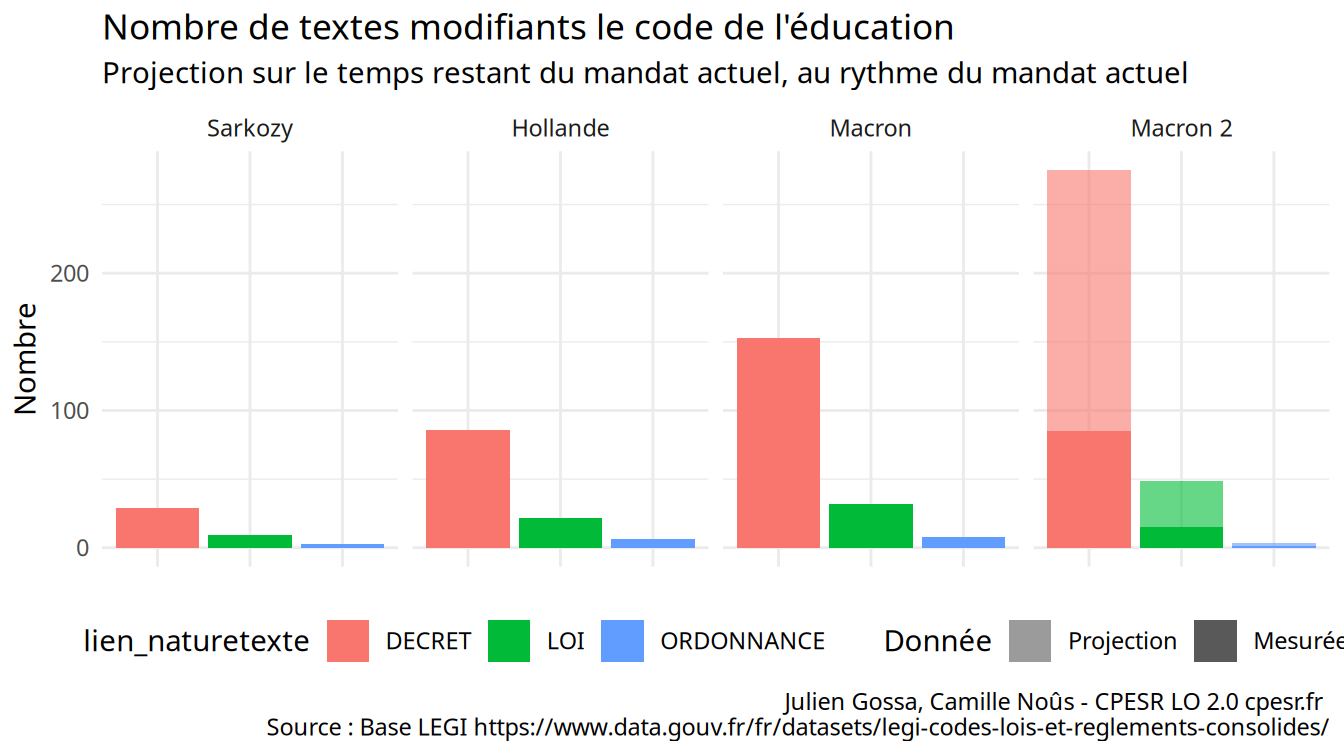 Nombre de textes modifiants le code de l'éducation
Projection sur le temps restant du mandat actuel, au rythme du mandat actuel
Sarkozy Hollande Macron Macron 2
Nombre
200
100
0
lien_naturetexte DECRET LOI ORDONNANCE Donnée Projection Mesurée
Julien Gossa, Camille Noûs - CPESR LO 2.0 cpesr.fr
Source : Base LEGI https://www.data.gouv.fr/fr/datasets/legi-codes-lois-et-reglements-consolides/